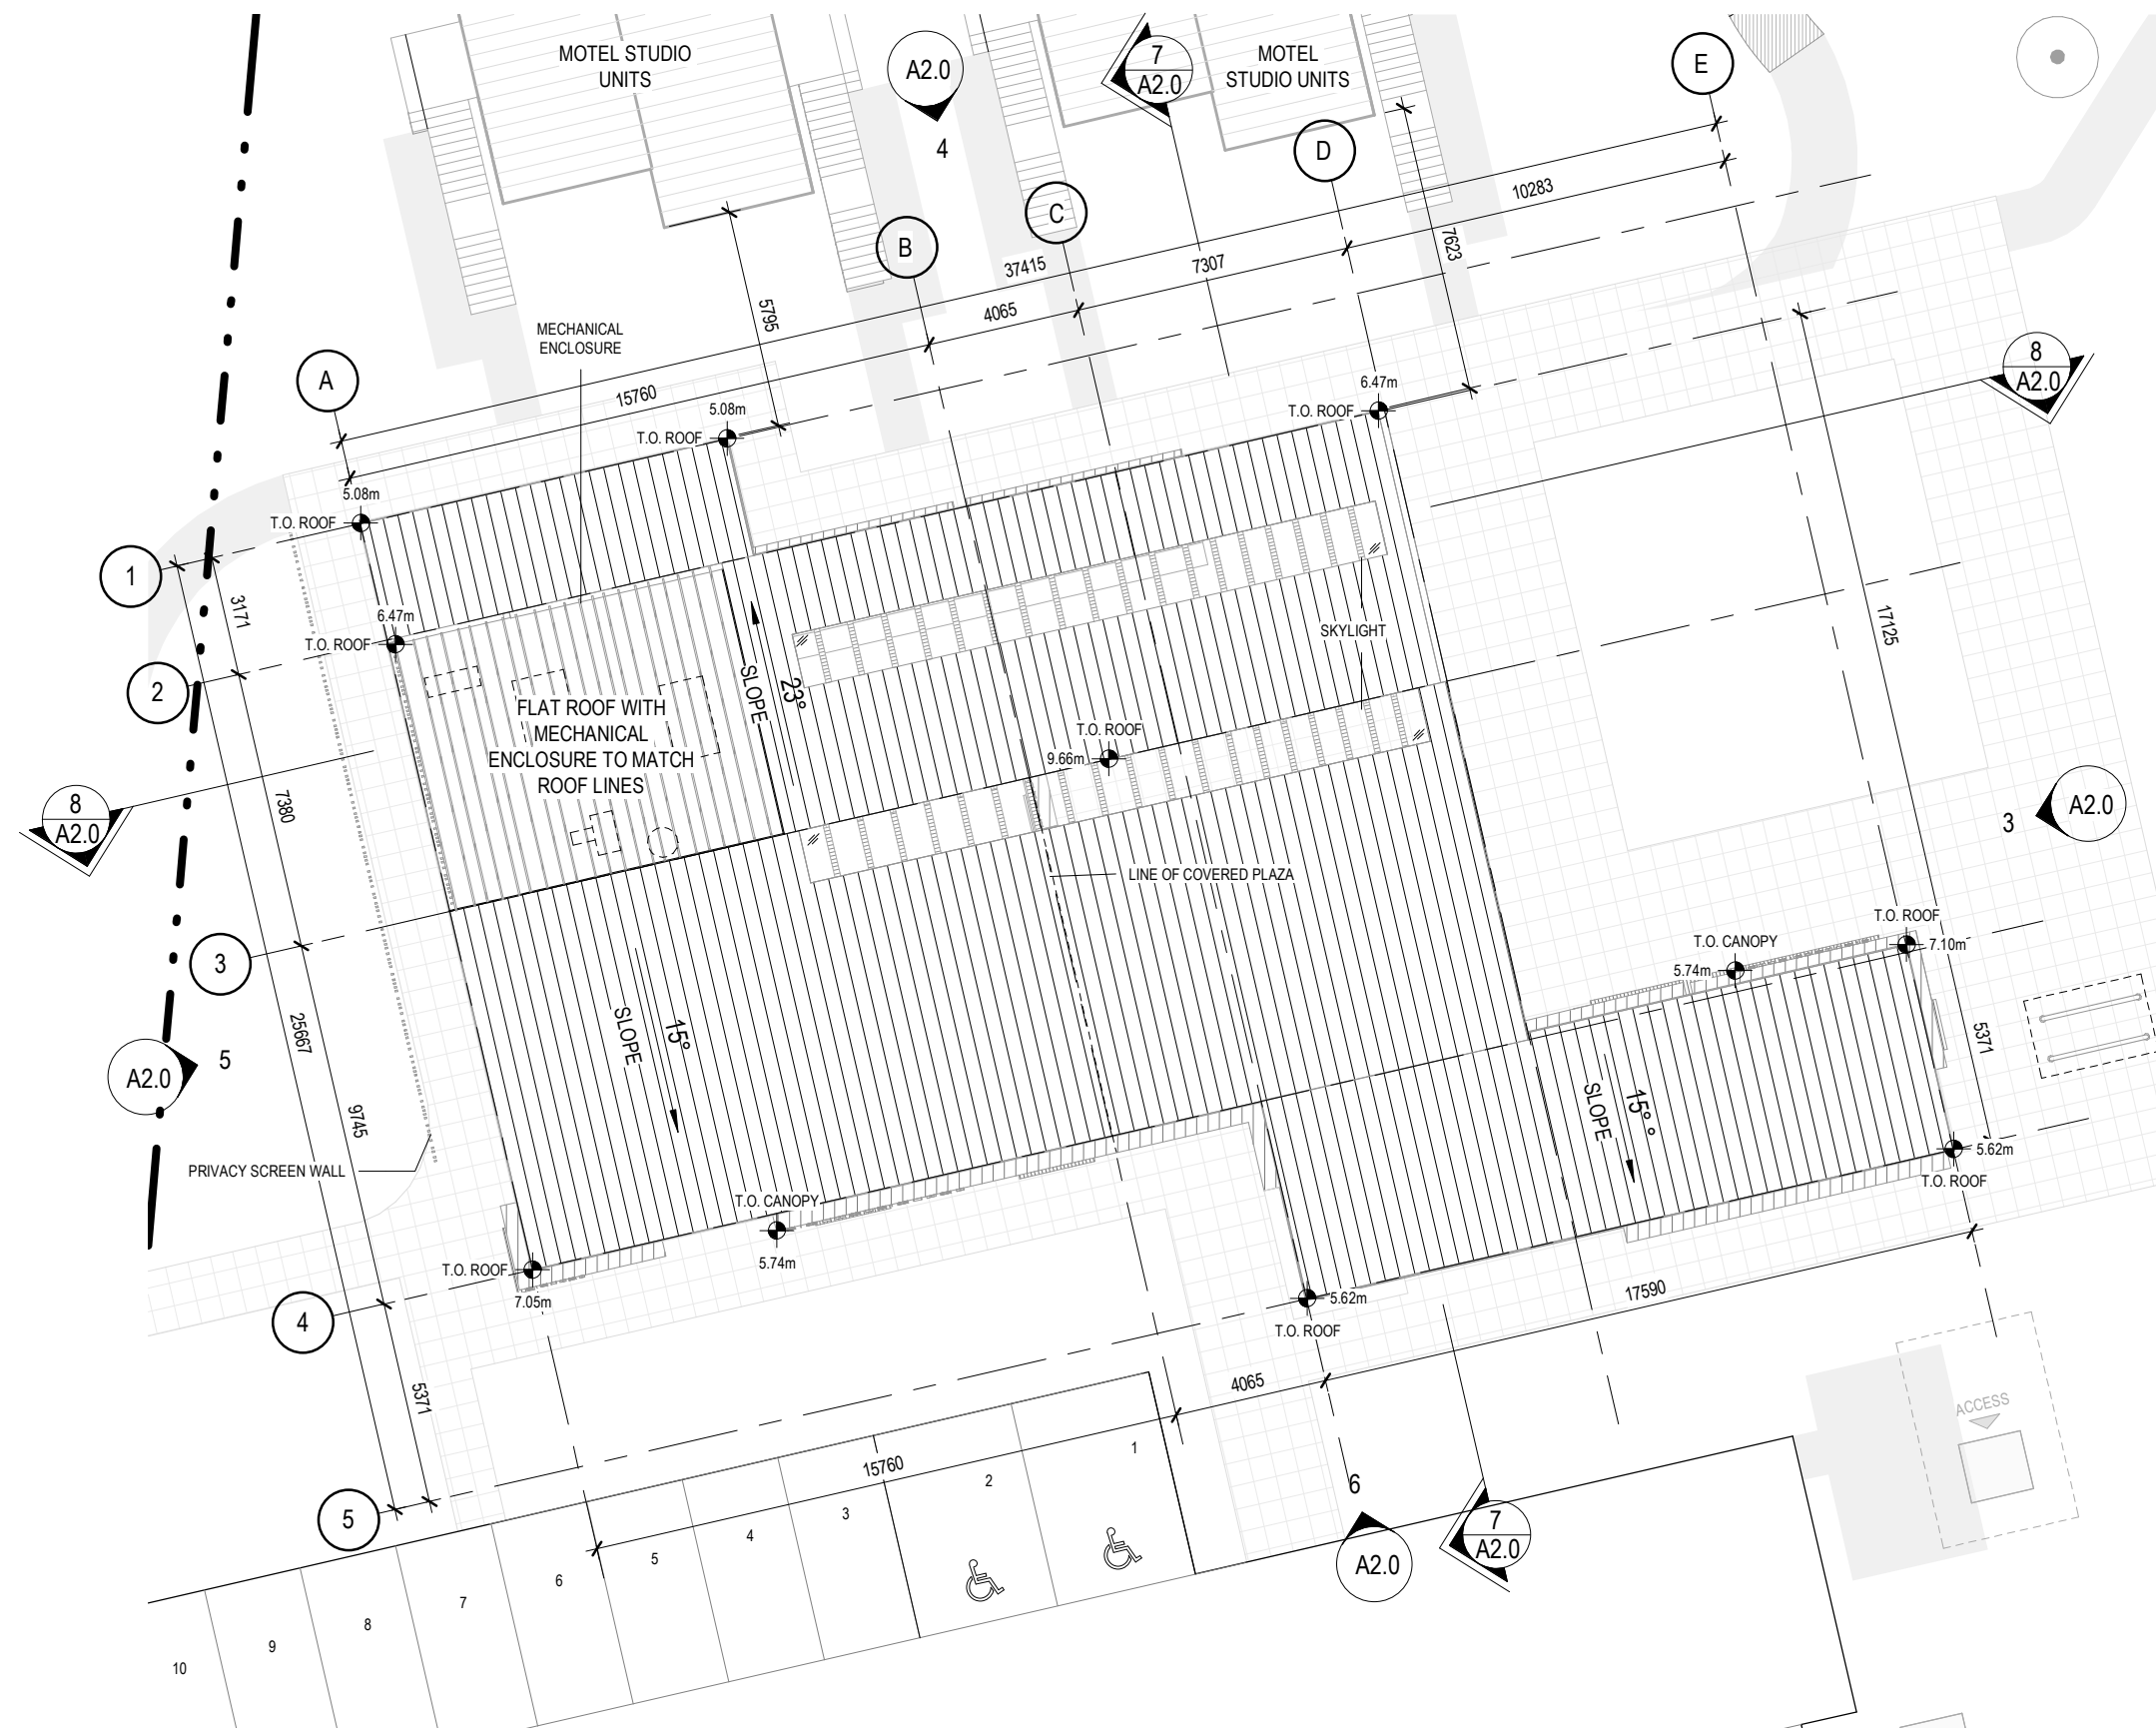 MOTEL STUDIO
UNITS
A2.0
4
7
A2.0
MOTEL
STUDIO UNITS
E
D
C
B
A
10283
7623
37415
7307
4065
5795
15760
MECHANICAL
ENCLOSURE
8
A2.0
6.47m
T.O. ROOF
5.08m
T.O. ROOF
5.08m
T.O. ROOF
1
3171
6.47m
T.O. ROOF
2
SKYLIGHT
17125
SLOPE
23°
FLAT ROOF WITH
MECHANICAL
ENCLOSURE TO MATCH
ROOF LINES
T.O. ROOF
9.66m
8
A2.0
7380
3
A2.0
LINE OF COVERED PLAZA
3
T.O. ROOF
7.10m
T.O. CANOPY
5.74m
25667
SLOPE
15°
5371
5
A2.0
9745
SLOPE
15°
PRIVACY SCREEN WALL
5.62m
T.O. ROOF
T.O. CANOPY
5.74m
T.O. ROOF
7.05m
4
5.62m
T.O. ROOF
17590
5371
4065
ACCESS
15760
5
6
A2.0
7
A2.0
1
2
3
4
5
6
7
8
9
10